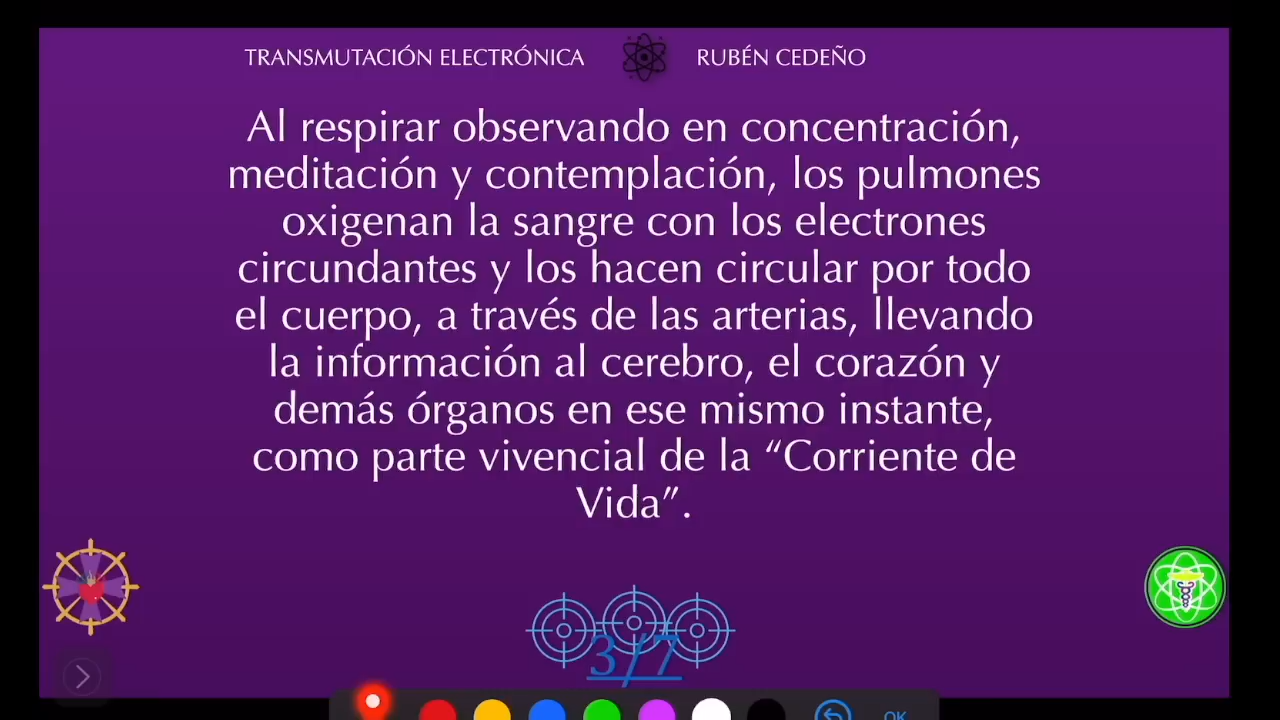 TRANSMUTACIÓN ELECTRÓNICA RUBÉN CEDEÑO
Al respirar observando en concentración,
meditación y contemplación, los pulmones
oxigenan la sangre con los electrones
circundantes y los hacen circular por todo
el cuerpo, a través de las arterias, llevando
la información al cerebro, el corazón y
demás órganos en ese mismo instante,
como parte vivencial de la “Corriente de
Vida”.
3/7
OK